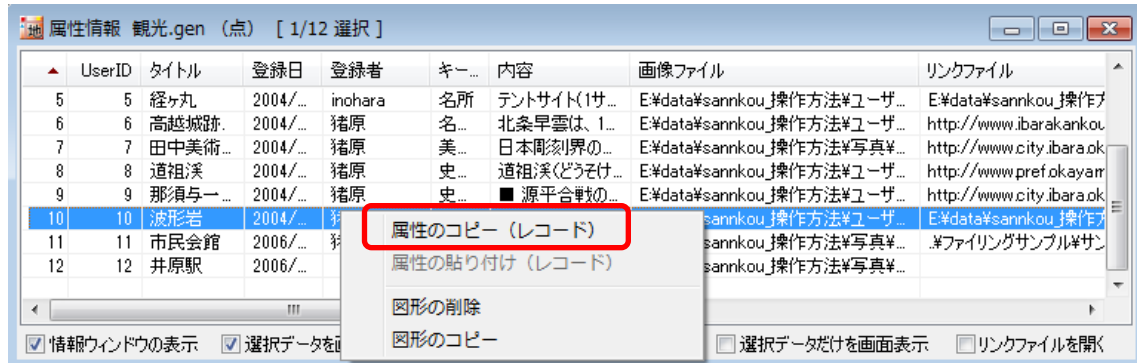 属性情報 観光.gen （点） [ 1/12 選択 ]
UserID タイトル 登録日 登録者 キー... 内容 画像ファイル リンクファイル
5 5 経ヶ丸 2004/... inohara 名所 テントサイト(1サ... E:¥data¥sannkou_操作方法¥ユーザ... E:¥data¥sannkou_操作方
6 6 高越城跡. 2004/... 猪原 名... 北条早雲は、1... E:¥data¥sannkou_操作方法¥ユーザ... http://www.ibarakankou
7 7 田中美術... 2004/... 猪原 美... 日本彫刻界の... E:¥data¥sannkou_操作方法¥写真¥... http://www.city.ibara.ok
8 8 道祖渓 2004/... 猪原 史... 道祖渓(どうそけ... E:¥data¥sannkou_操作方法¥ユーザ... http://www.pref.okayam
9 9 那須与一... 2004/... 猪原 史... ■ 源平合戦の... E:¥data¥sannkou_操作方法¥ユーザ... http://www.city.ibara.ok
10 10 波形岩 2004/... sannkou_操作方法¥ユーザ... E:¥data¥sannkou_操作方
11 11 市民会館 2006/... sannkou_操作方法¥写真¥... .¥ファイリングサンプル¥サン
12 12 井原駅 2006/... sannkou_操作方法¥写真¥...
属性のコピー（レコード）
属性の貼り付け（レコード）
図形の削除
図形のコピー
情報ウィンドウの表示 選択データを 選択データだけを画面表示 リンクファイルを開く